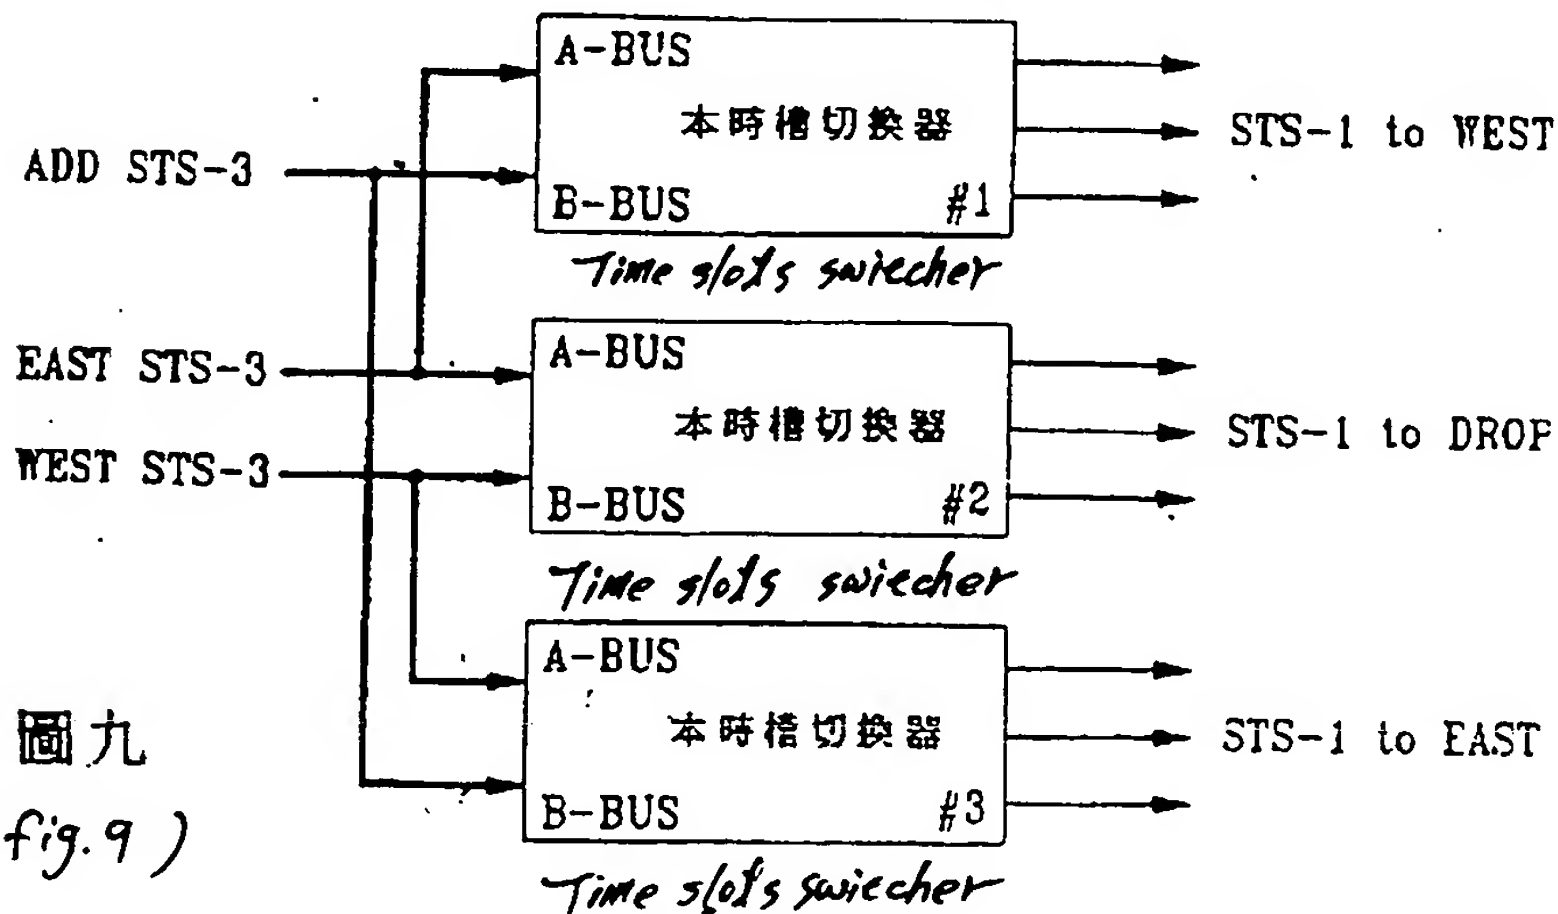 A-BUS
本時槽切換器
STS-1 to WEST
ADD STS-3
B-BUS
#1
Time slots swiecher
EAST STS-3
A-BUS
本時槽切換器
STS-1 to DROP
WEST STS-3
B-BUS
#2
Time slots swiecher
A-BUS
本時槽切換器
STS-1 to EAST
B-BUS
#3
Time slots swiecher
圖九
fig.9 )